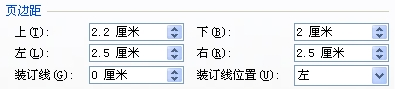 页边距
上(T): 2.2 厘米 下(B): 2 厘米
左(L): 2.5 厘米 右(R): 2.5 厘米
装订线(G): 0 厘米 装订线位置(U): 左